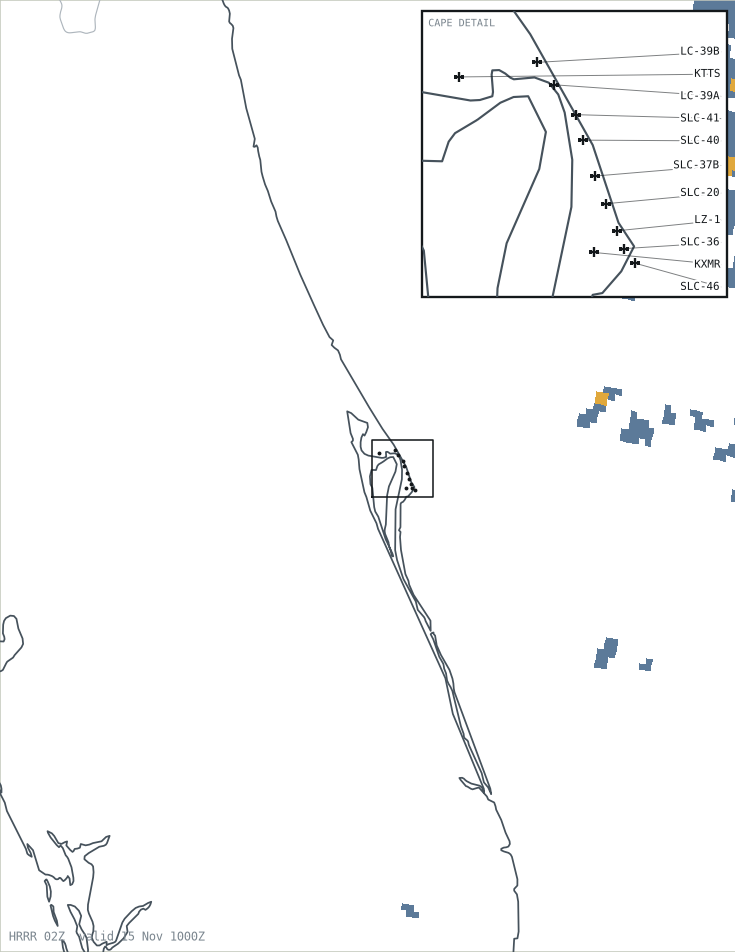 CAPE DETAIL
LC-39B
KTTS
LC-39A
SLC-41
SLC-40
SLC-37B
SLC-20
LZ-1
SLC-36
KXMR
SLC-46
HRRR 02Z  valid 15 Nov 1000Z